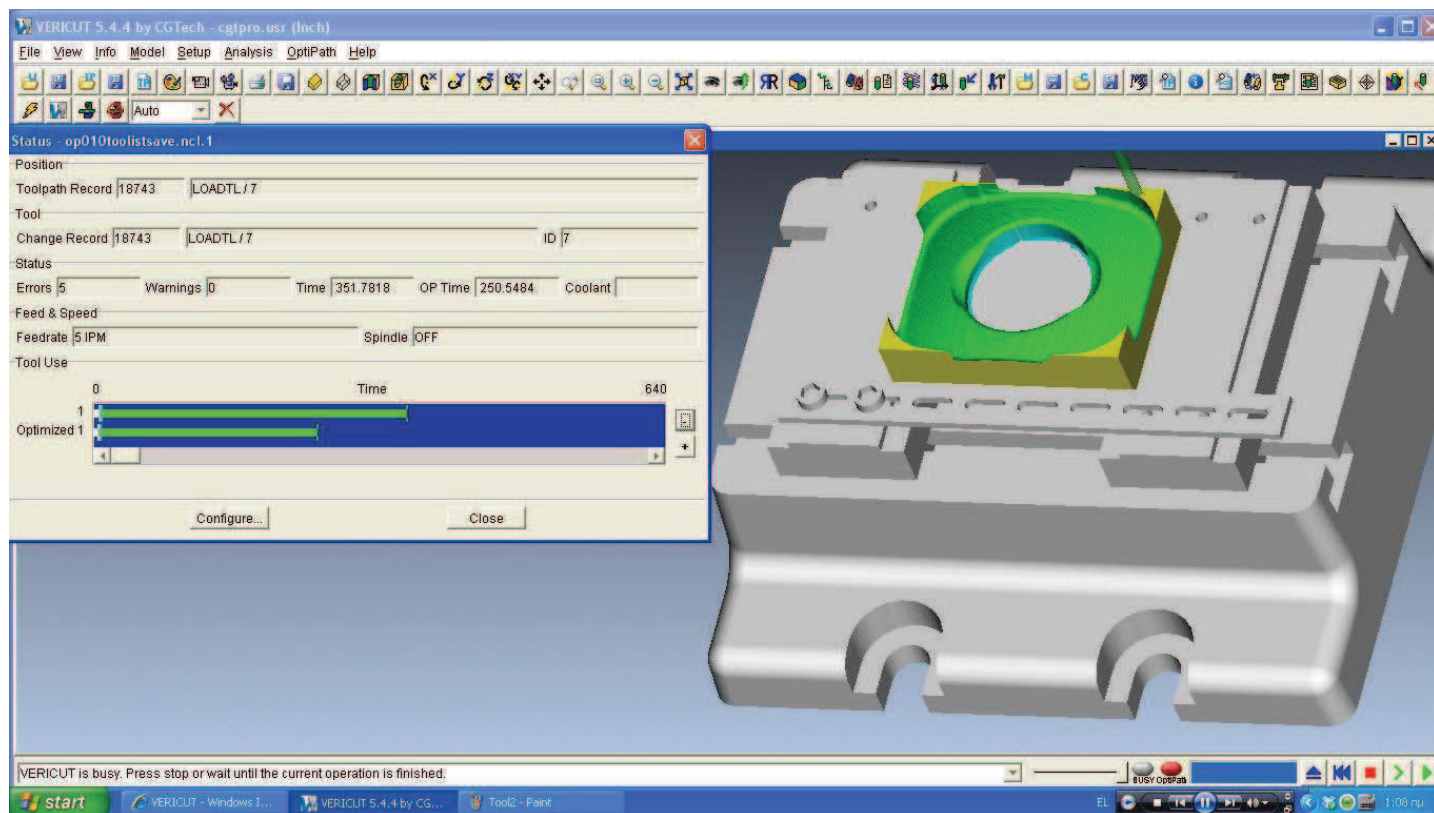 VERICUT 5.4.4 by CGTech - cgtpro.usr (Inch)
File View Info Model Setup Analysis OptiPath Help
Auto
Status - op010toolistsave.ncl.1
Position
Toolpath Record 18743 LOADTL / 7
Tool
Change Record 18743 LOADTL / 7 ID 7
Status
Errors 5 Warnings 0 Time 351.7818 OP Time 250.5484 Coolant
Feed & Speed
Feedrate 5 IPM Spindle OFF
Tool Use
0 Time 640
1
Optimized 1
- 
+
Configure... Close
VERICUT is busy. Press stop or wait until the current operation is finished.
BUSY OptiPath
start VERICUT - Windows I... VERICUT 5.4.4 by CG... Tool2 - Paint EL 1:08 πμ